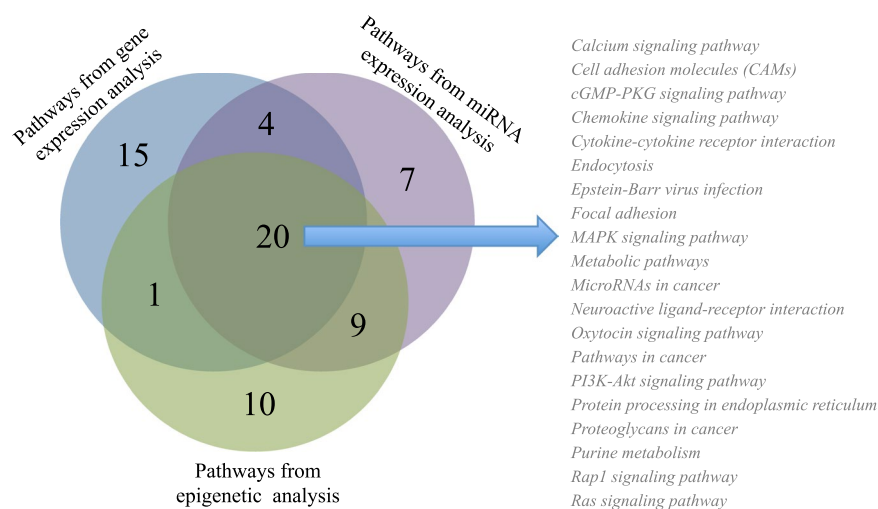 Pathways from gene
expression analysis
Pathways from miRNA
expression analysis
15
4
7
20
1
9
10
Pathways from
epigenetic analysis
Calcium signaling pathway
Cell adhesion molecules (CAMs)
cGMP-PKG signaling pathway
Chemokine signaling pathway
Cytokine-cytokine receptor interaction
Endocytosis
Epstein-Barr virus infection
Focal adhesion
MAPK signaling pathway
Metabolic pathways
MicroRNAs in cancer
Neuroactive ligand-receptor interaction
Oxytocin signaling pathway
Pathways in cancer
PI3K-Akt signaling pathway
Protein processing in endoplasmic reticulum
Proteoglycans in cancer
Purine metabolism
Rap1 signaling pathway
Ras signaling pathway